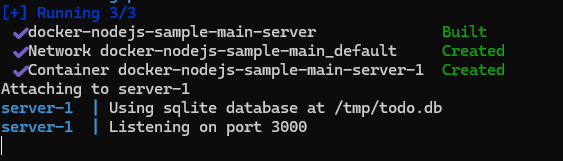 [+] Running 3/3
✔docker-nodejs-sample-main-server Built
✔Network docker-nodejs-sample-main_default Created
✔Container docker-nodejs-sample-main-server-1 Created
Attaching to server-1
server-1 | Using sqlite database at /tmp/todo.db
server-1 | Listening on port 3000